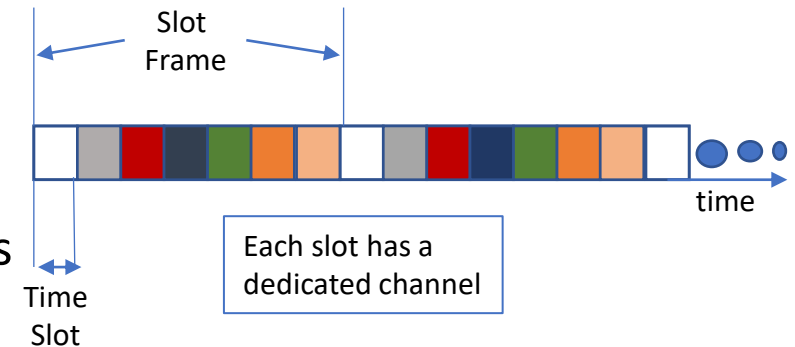 Slot
Frame
time
Each slot has a
dedicated channel
s
Time
Slot